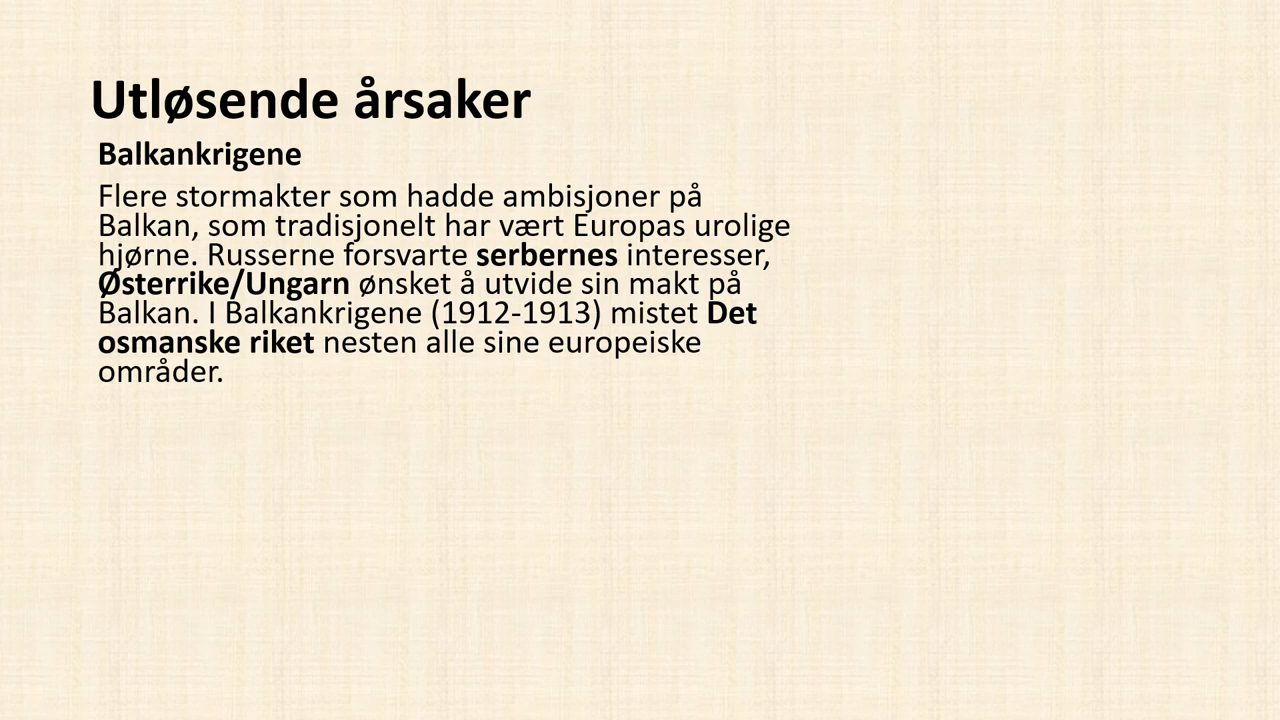 Utløsende årsaker
Balkankrigene
Flere stormakter som hadde ambisjoner på
Balkan, som tradisjonelt har vært Europas urolige
hjørne. Russerne forsvarte serbernes interesser,
Østerrike/Ungarn ønsket å utvide sin makt på
Balkan. I Balkankrigene (1912-1913) mistet Det
osmanske riket nesten alle sine europeiske
områder.